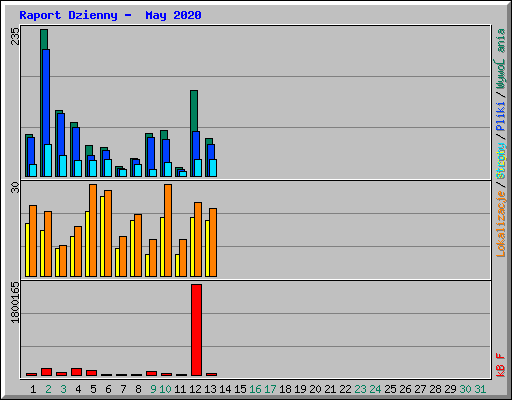 Raport Dzienny - May 2020
235
30
1800165
Lokalizacje / Strony / Pliki / ania
kB F
1 2 3 4 5 6 7 8 9 10 11 12 13 14 15 16 17 18 19 20 21 22 23 24 25 26 27 28 29 30 31